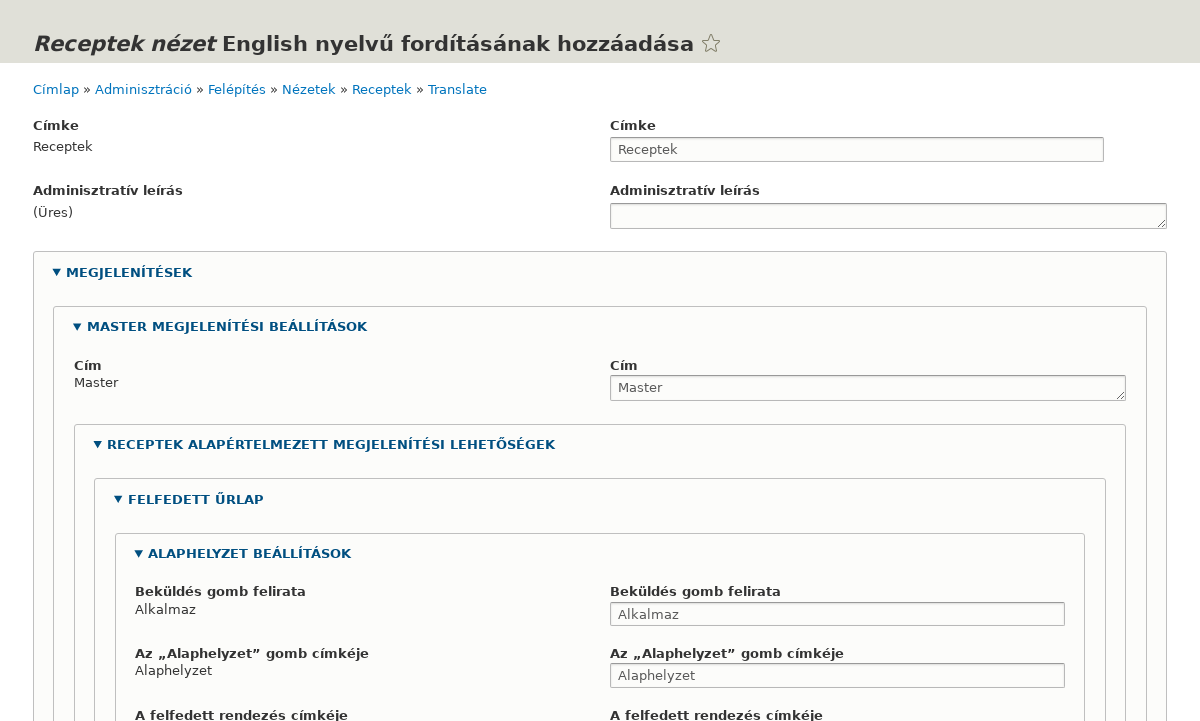 Receptek nézet English nyelvű fordításának hozzáadása
Címlap » Adminisztráció » Felépítés » Nézetek » Receptek » Translate
Címke
Receptek
Címke
Receptek
Adminisztratív leírás
(Üres)
Adminisztratív leírás
MEGJELENÍTÉSEK
MASTER MEGJELENÍTÉSI BEÁLLÍTÁSOK
Cím
Master
Cím
Master
RECEPTEK ALAPÉRTELMEZETT MEGJELENÍTÉSI LEHETŐSÉGEK
FELFEDETT ŰRLAP
ALAPHELYZET BEÁLLÍTÁSOK
Beküldés gomb felirata
Alkalmaz
Beküldés gomb felirata
Alkalmaz
Az „Alaphelyzet” gomb címkéje
Alaphelyzet
Az „Alaphelyzet” gomb címkéje
Alaphelyzet
A felfedett rendezés címkéje
A felfedett rendezés címkéje